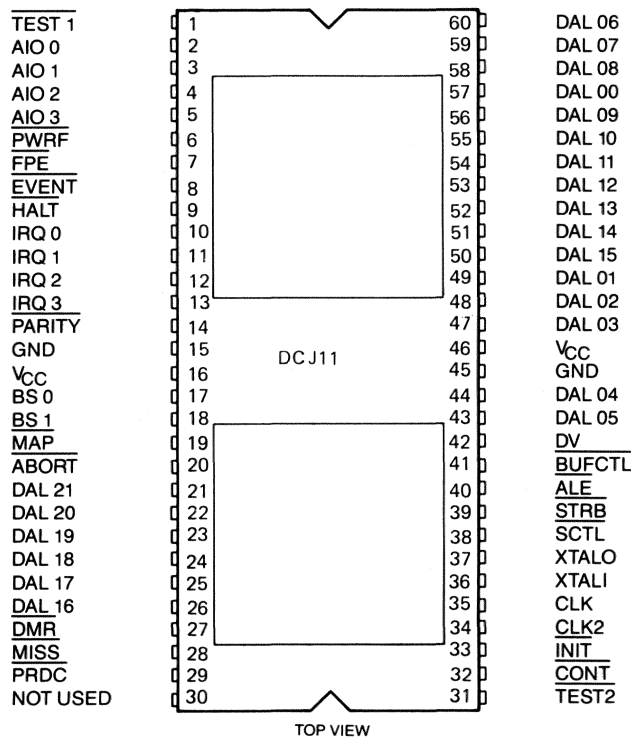 TEST 1 1 60 DAL 06
AIO 0 2 59 DAL 07
AIO 1 3 58 DAL 08
AIO 2 4 57 DAL 00
AIO 3 5 56 DAL 09
PWRF 6 55 DAL 10
FPE 7 54 DAL 11
EVENT 8 53 DAL 12
HALT 9 52 DAL 13
IRQ 0 10 51 DAL 14
IRQ 1 11 50 DAL 15
IRQ 2 12 49 DAL 01
IRQ 3 13 48 DAL 02
PARITY 14 47 DAL 03
GND 15 46 VCC
DCJ11
VCC 16 45 GND
BS 0 17 44 DAL 04
BS 1 18 43 DAL 05
MAP 19 42 DV
ABORT 20 41 BUFCTL
DAL 21 21 40 ALE
DAL 20 22 39 STRB
DAL 19 23 38 SCTL
DAL 18 24 37 XTALO
DAL 17 25 36 XTALI
DAL 16 26 35 CLK
DMR 27 34 CLK2
MISS 28 33 INIT
PRDC 29 32 CONT
NOT USED 30 31 TEST2
TOP VIEW